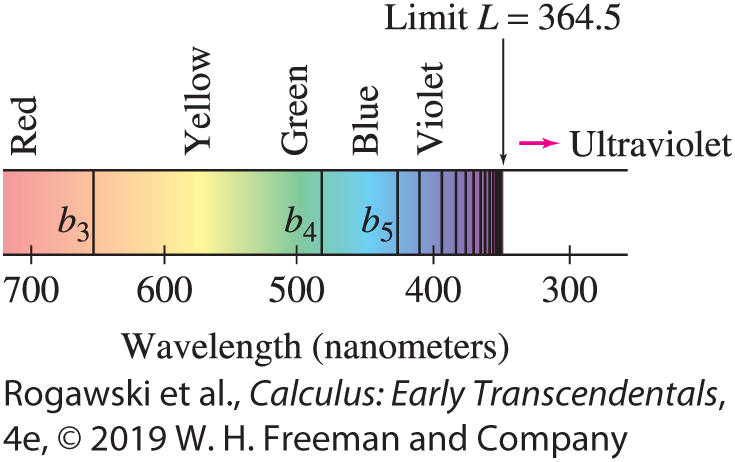 Limit L = 364.5
Red
Yellow
Green
Blue
Violet
Ultraviolet
b3 b4 b5
700 600 500 400 300
Wavelength (nanometers)
Rogawski et al., Calculus: Early Transcendentals,
4e, © 2019 W. H. Freeman and Company